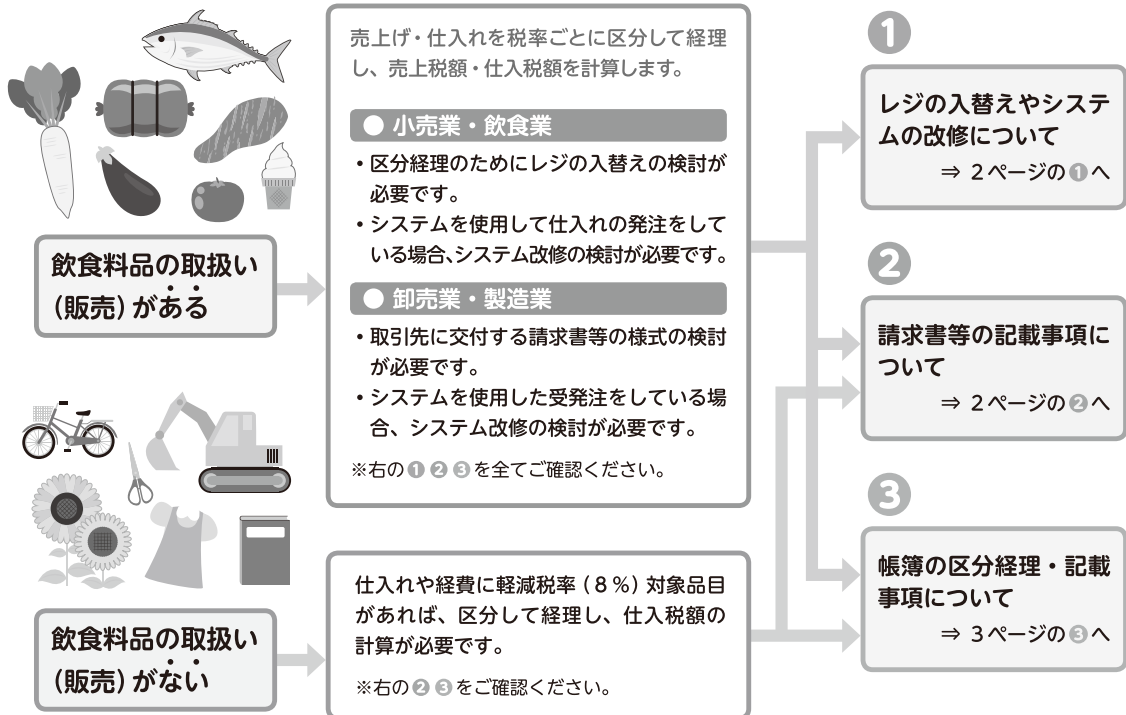 売上げ・仕入れを税率ごとに区分して経理
し、売上税額・仕入税額を計算します。
● 小売業・飲食業
・区分経理のためにレジの入替えの検討が
必要です。
・システムを使用して仕入れの発注をして
いる場合、システム改修の検討が必要です。
● 卸売業・製造業
・取引先に交付する請求書等の様式の検討
が必要です。
・システムを使用した受発注をしている場
合、システム改修の検討が必要です。
※右の❶❷❸を全てご確認ください。
飲食料品の取扱い
(販売)がある
❶
レジの入替えやシステ
ムの改修について
⇒ 2ページの❶へ
❷
請求書等の記載事項に
ついて
⇒ 2ページの❷へ
❸
帳簿の区分経理・記載
事項について
⇒ 3ページの❸へ
飲食料品の取扱い
(販売)がない
仕入れや経費に軽減税率(8%)対象品目
があれば、区分して経理し、仕入税額の
計算が必要です。
※右の❷❸をご確認ください。